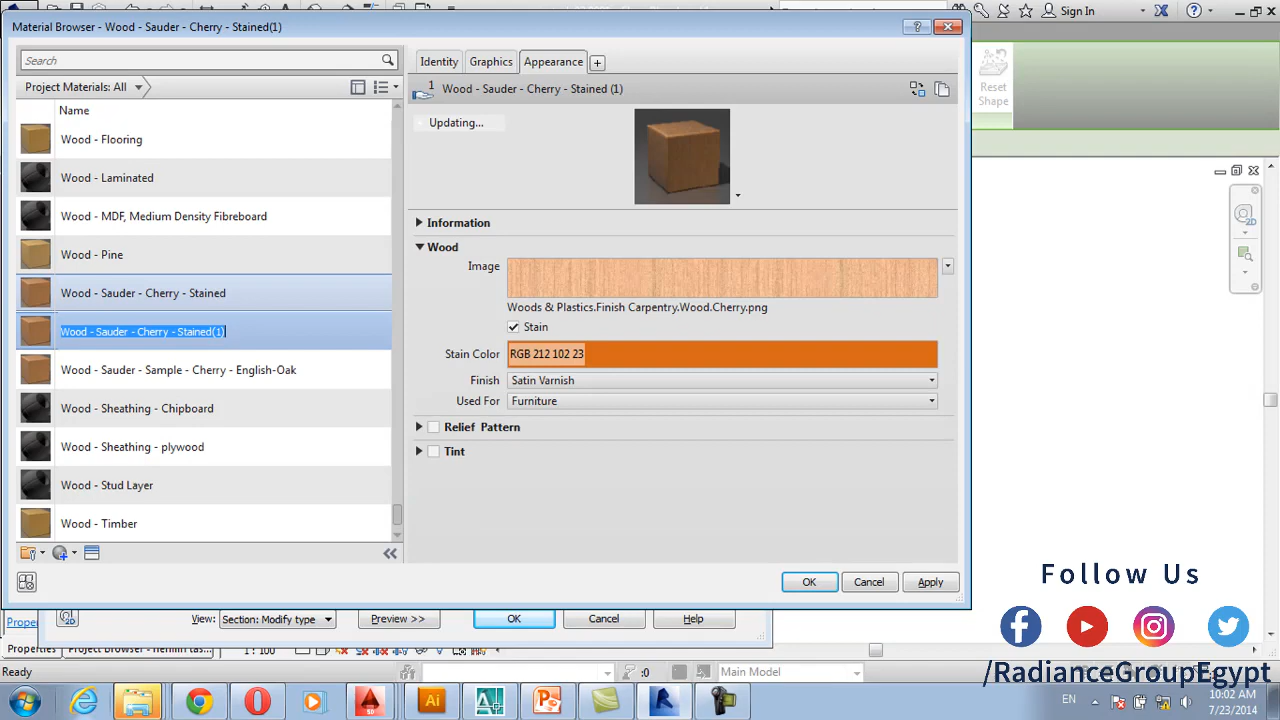 Sign In
Material Browser - Wood - Sauder - Cherry - Stained(1)
Search
Project Materials: All
Name
Wood - Flooring
Wood - Laminated
Wood - MDF, Medium Density Fibreboard
Wood - Pine
Wood - Sauder - Cherry - Stained
Wood - Sauder - Cherry - Stained(1)
Wood - Sauder - Sample - Cherry - English-Oak
Wood - Sheathing - Chipboard
Wood - Sheathing - plywood
Wood - Stud Layer
Wood - Timber
Identity
Graphics
Appearance
1
Wood - Sauder - Cherry - Stained (1)
Updating...
Information
Wood
Image
Woods & Plastics.Finish Carpentry.Wood.Cherry.png
Stain
Stain Color
RGB 212 102 23
Finish
Satin Varnish
Used For
Furniture
Relief Pattern
Tint
OK
Cancel
Apply
Reset
Shape
2D
Proper
View:
Section: Modify type
Preview >>
OK
Cancel
Help
Properties
1 : 100
Ready
:0
Main Model
Follow Us
/RadianceGroupEgypt
EN
10:02 AM
7/23/2014